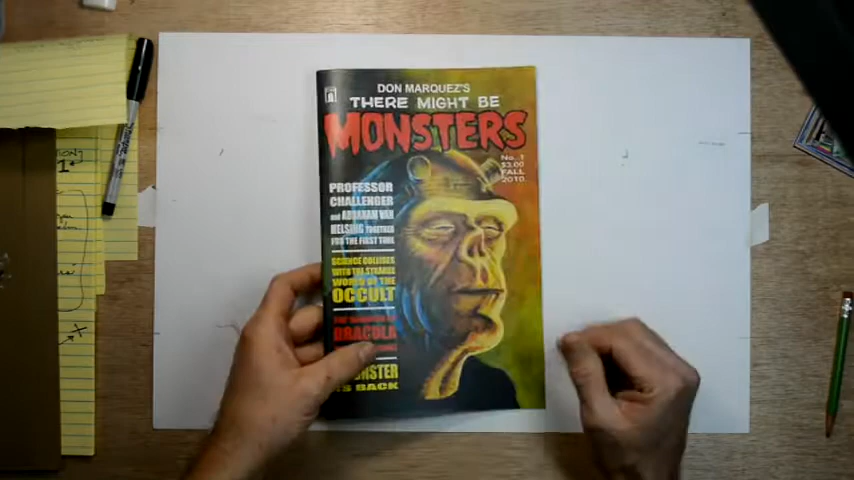 DON MARQUEZ'S
THERE MIGHT BE
MONSTERS
No. 1
$3.00
FALL
2010
PROFESSOR
CHALLENGER
and ABRAHAM VAN
HELSING TOGETHER
FOR THE FIRST TIME
SCIENCE COLLIDES
WITH THE STRANGE
WORLD OF THE
OCCULT
DRACULA
MONSTER
IS BACK